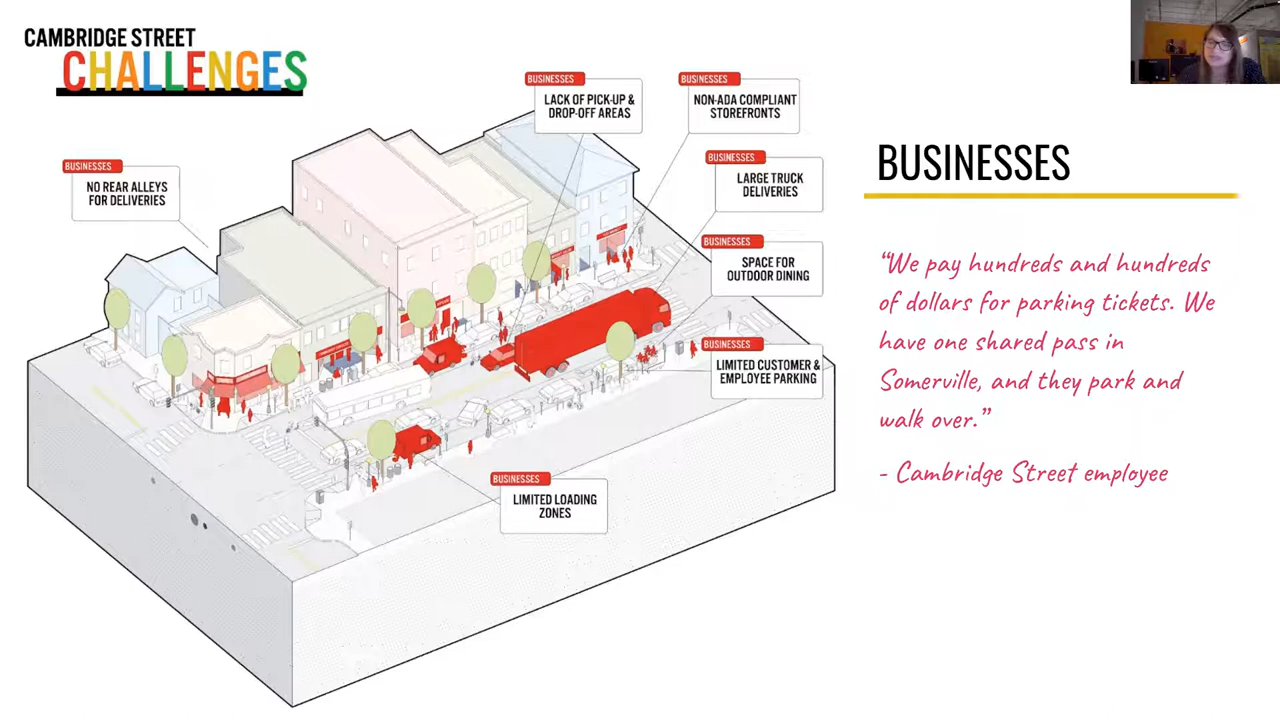 CAMBRIDGE STREET
CHALLENGES
BUSINESSES
NO REAR ALLEYS
FOR DELIVERIES
BUSINESSES
LACK OF PICK-UP &
DROP-OFF AREAS
BUSINESSES
NON-ADA COMPLIANT
STOREFRONTS
BUSINESSES
LARGE TRUCK
DELIVERIES
BUSINESSES
SPACE FOR
OUTDOOR DINING
BUSINESSES
LIMITED CUSTOMER &
EMPLOYEE PARKING
BUSINESSES
LIMITED LOADING
ZONES
BUSINESSES
“We pay hundreds and hundreds
of dollars for parking tickets. We
have one shared pass in
Somerville, and they park and
walk over.”
- Cambridge Street employee